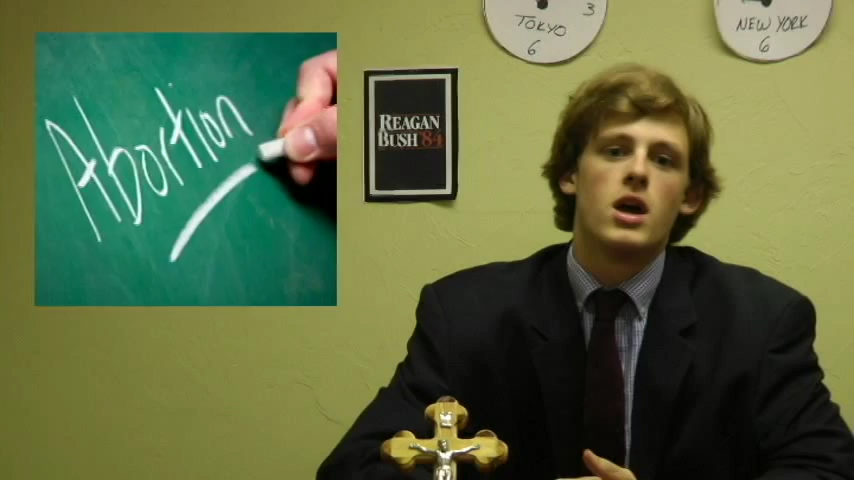 Abortion
REAGAN
BUSH '84
TOKYO
3
6
NEW YORK
6